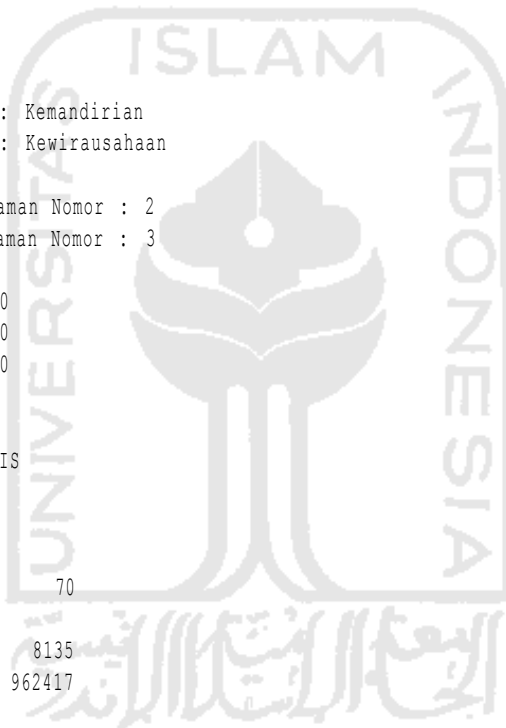 ISLAM
UNIVERSITAS
INDONESIA
: Kemandirian
: Kewirausahaan
aman Nomor : 2
aman Nomor : 3
0
0
0
IS
70
8135
962417